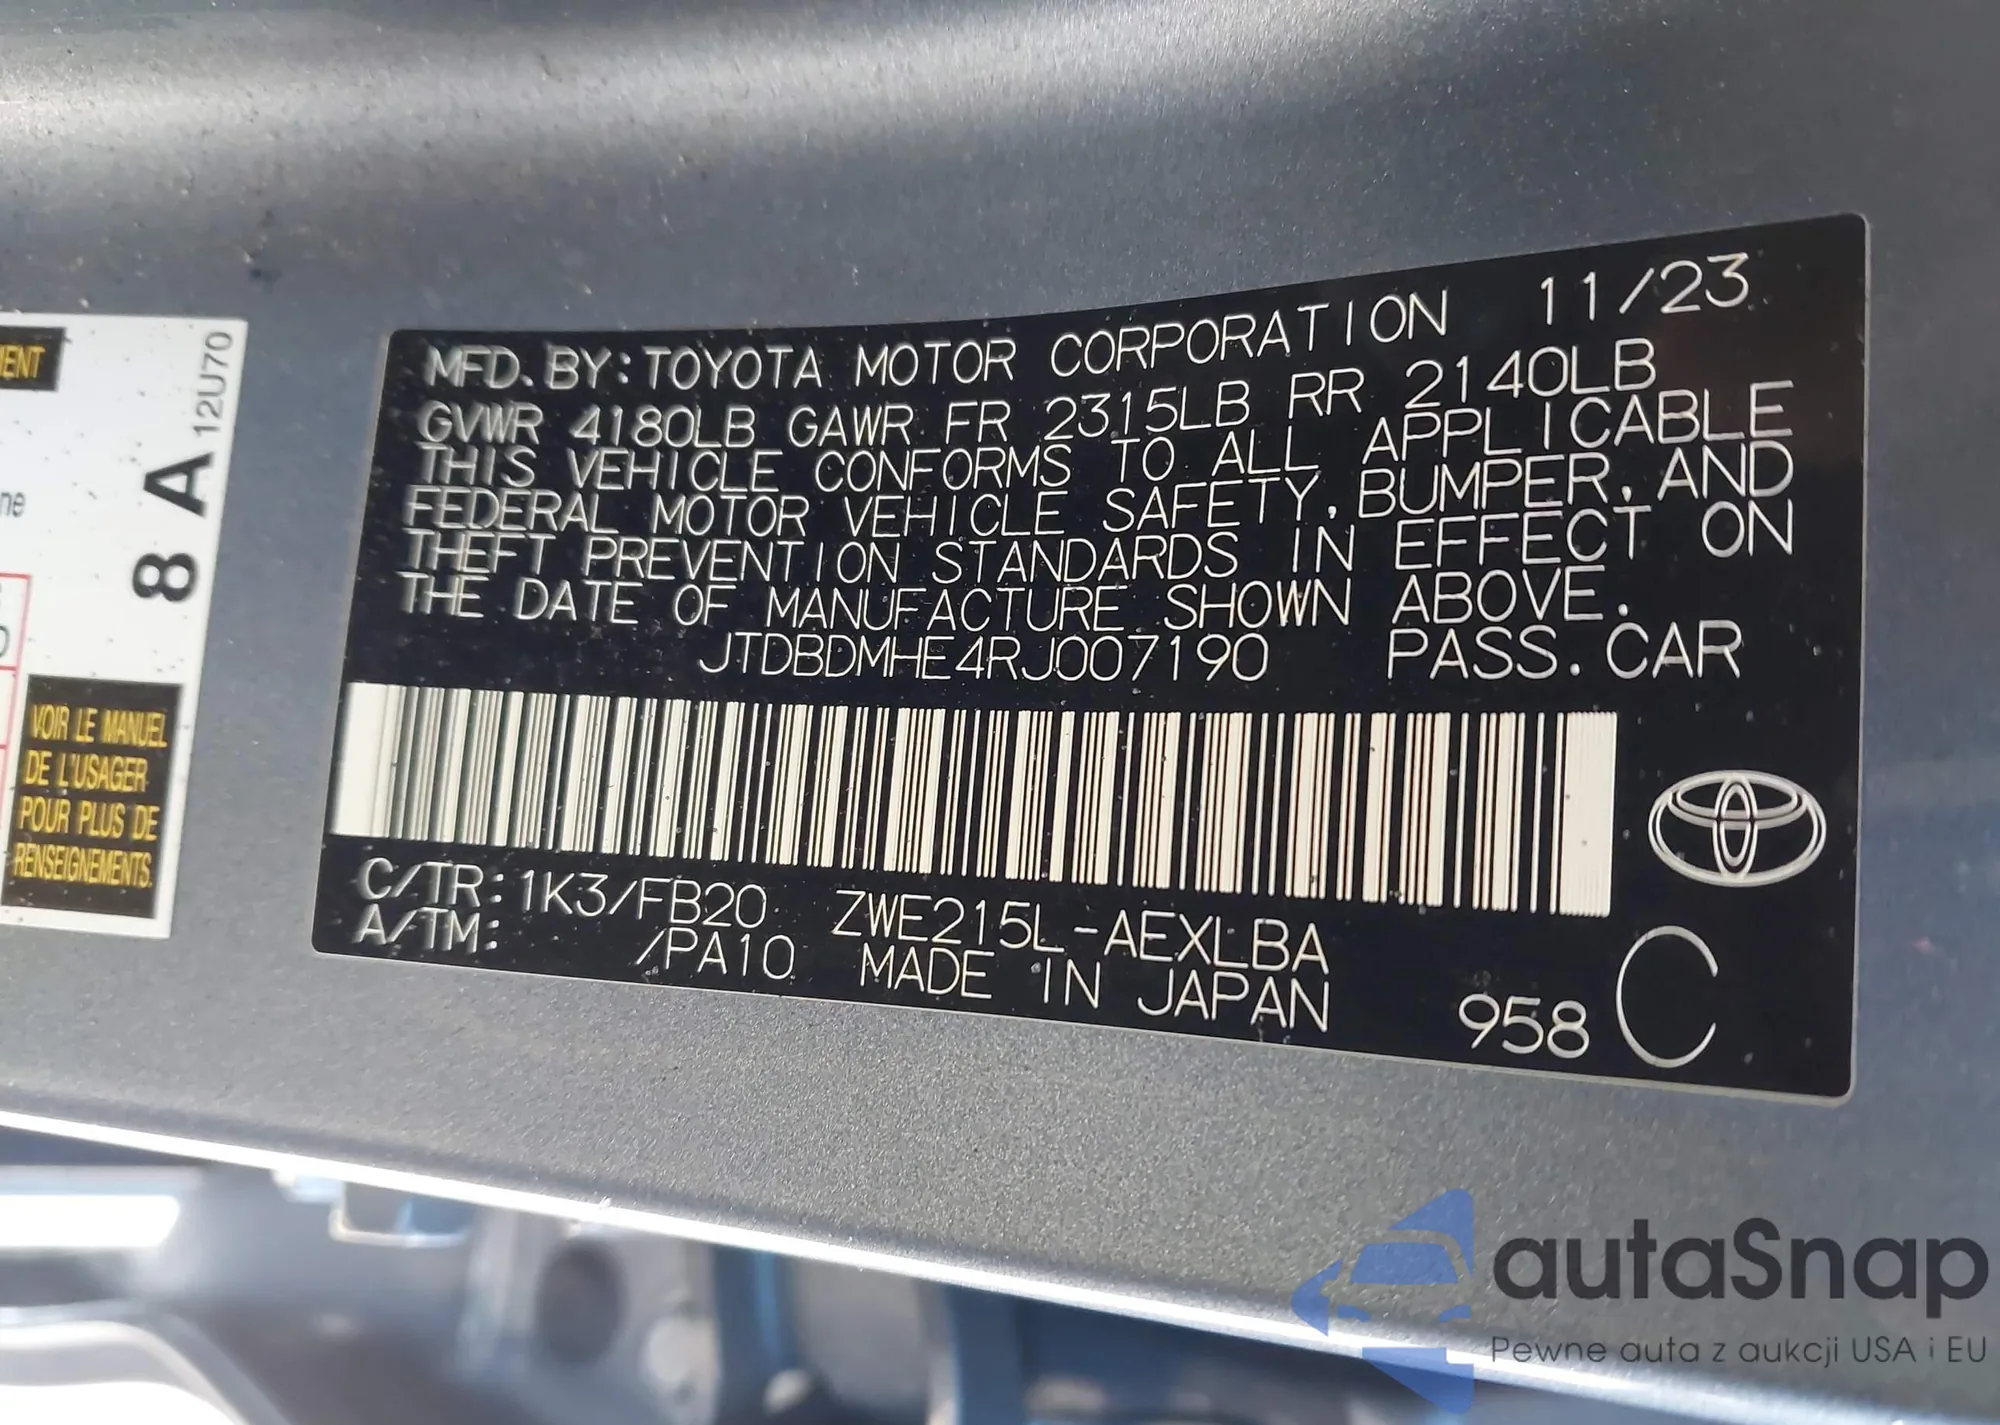 MFD. BY: TOYOTA MOTOR CORPORATION 11/23
GVWR 4180LB GAWR FR 2315LB RR 2140LB
THIS VEHICLE CONFORMS TO ALL APPLICABLE
FEDERAL MOTOR VEHICLE SAFETY, BUMPER, AND
THEFT PREVENTION STANDARDS IN EFFECT ON
THE DATE OF MANUFACTURE SHOWN ABOVE.
JTDBDMHE4RJ007190 PASS. CAR
C/TR: 1K3/FB20 ZWE215L-AEXLBA
A/TM: /PA10 MADE IN JAPAN
958 C
8 A 12U70
VOIR LE MANUEL
DE L'USAGER
POUR PLUS DE
RENSEIGNEMENTS.
autaSnap
Pewne auta z aukcji USA i EU